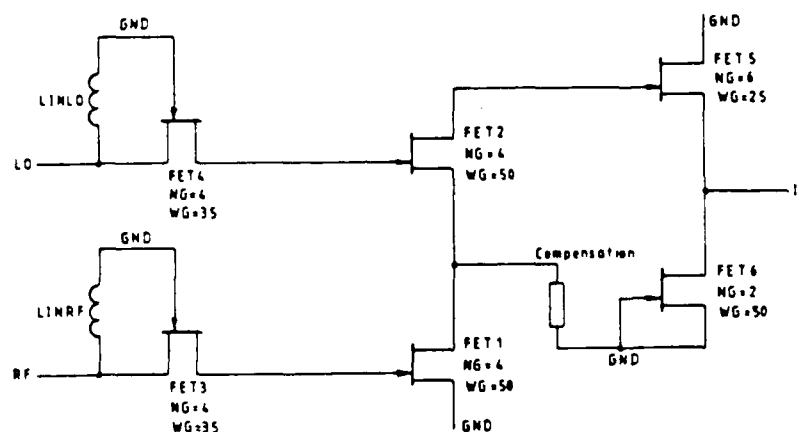 GND
LINLO
LO
FET4
NG=4
WG=35
GND
LINRF
RF
FET3
NG=4
WG=35
FET2
NG=4
WG=50
Compensation
FET1
NG=4
WG=50
GND
GND
FET5
NG=6
WG=25
I
FET6
NG=2
WG=50
GND